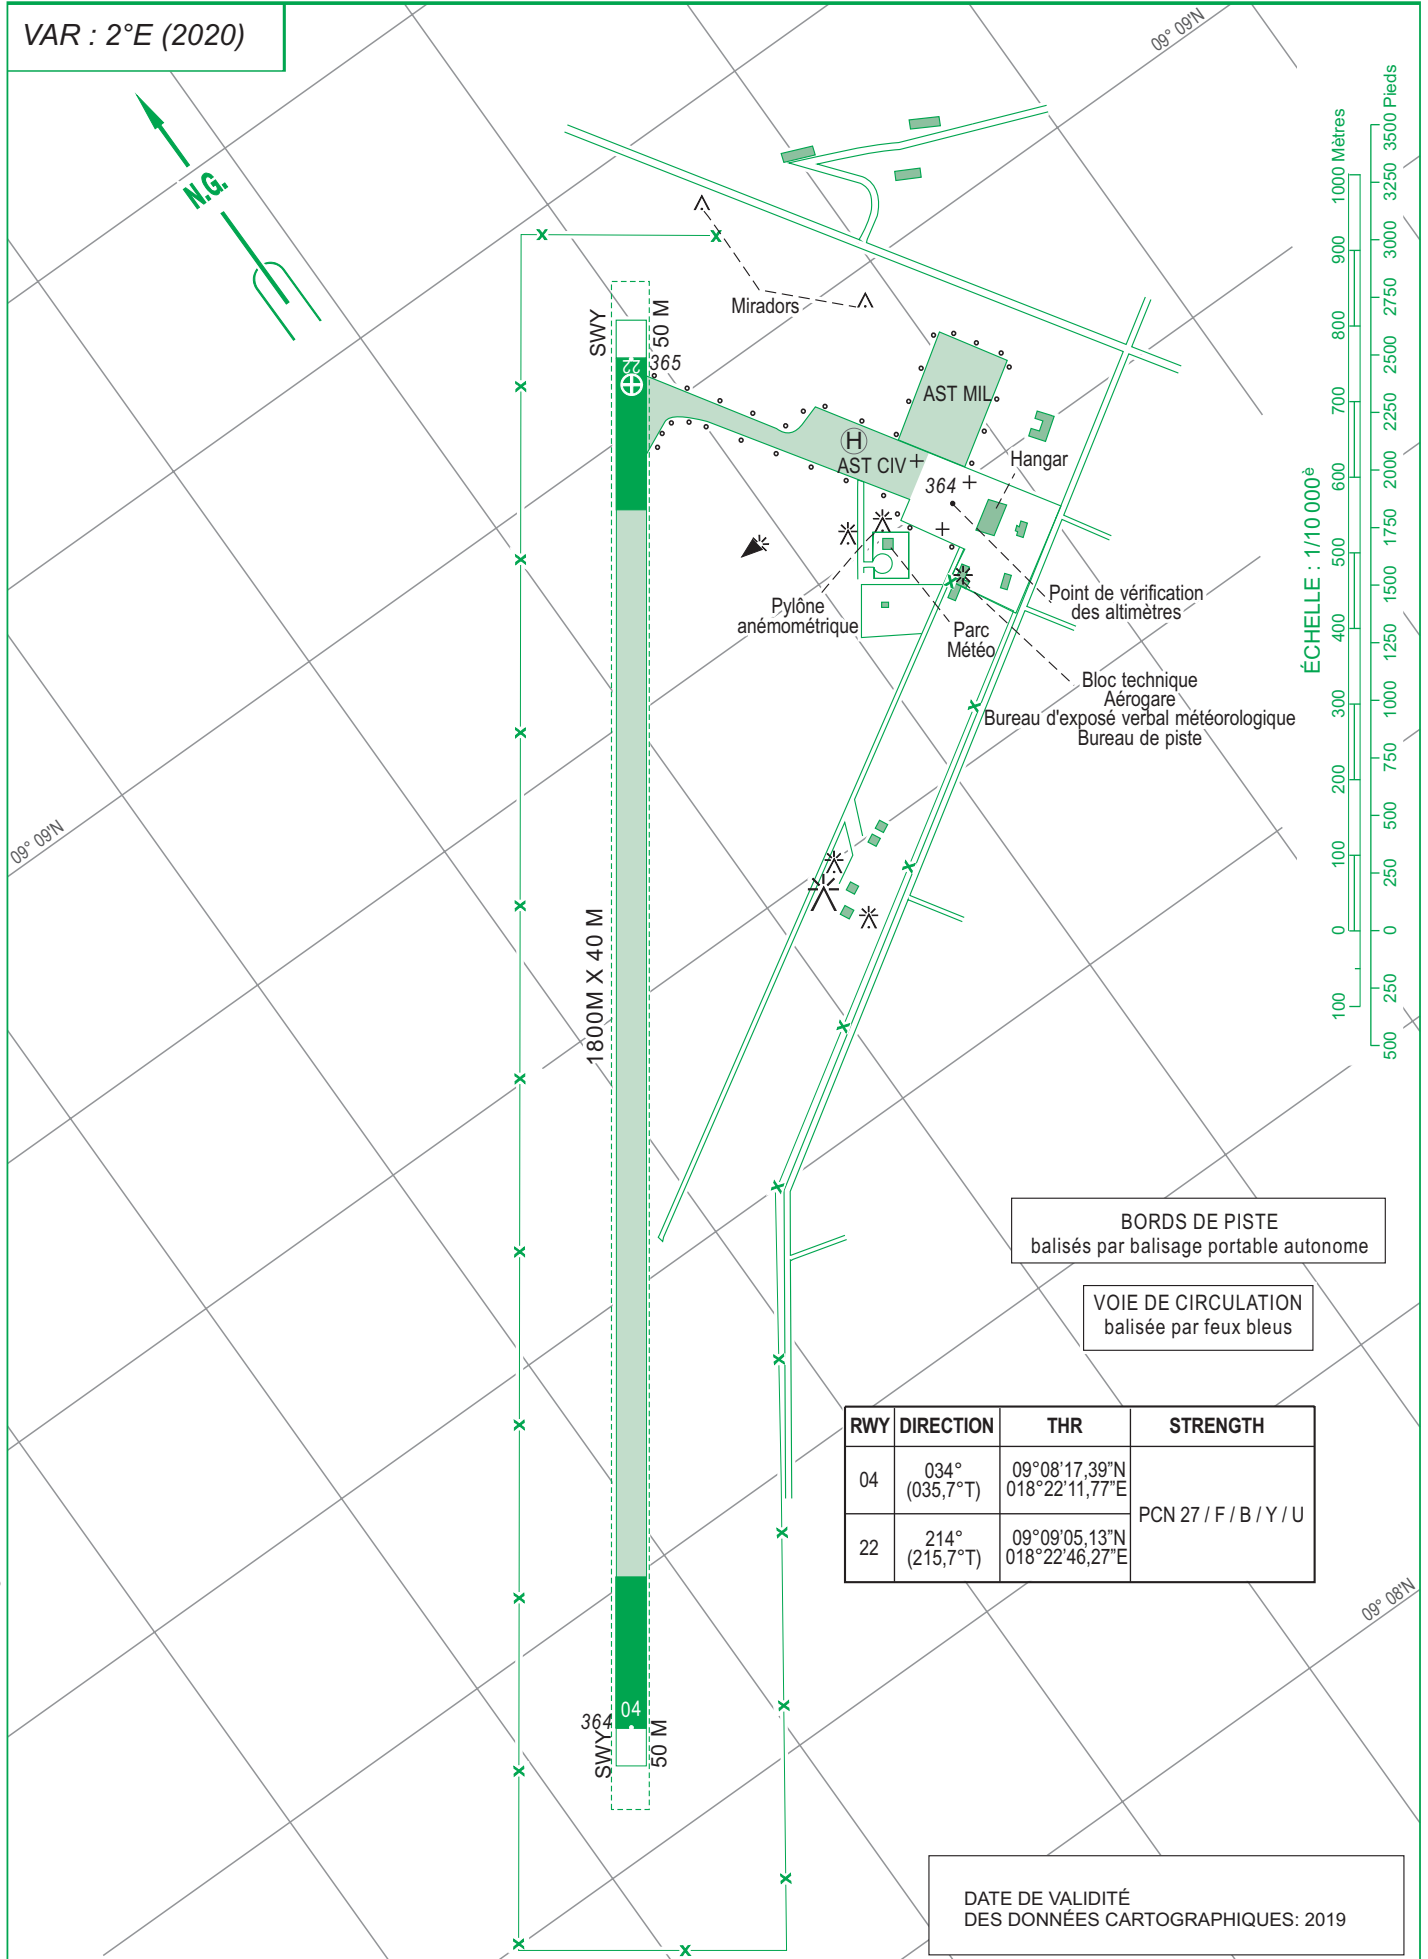 VAR : 2°E (2020)
09° 09'N
N.G.
Miradors
SWY
50 M
22
365
AST MIL
H
AST CIV
364
Hangar
Pylône
anémométrique
Parc
Météo
Point de vérification
des altimètres
Bloc technique
Aérogare
Bureau d'exposé verbal météorologique
Bureau de piste
ÉCHELLE : 1/10 000è
1000 Mètres
900
800
700
600
500
400
300
200
100
0
100
3500 Pieds
3250
3000
2750
2500
2250
2000
1750
1500
1250
1000
750
500
250
0
250
500
09° 09'N
1800M X 40 M
BORDS DE PISTE
balisés par balisage portable autonome
VOIE DE CIRCULATION
balisée par feux bleus
RWY DIRECTION THR STRENGTH
04 034° (035,7°T) 09°08'17,39"N 018°22'11,77"E PCN 27 / F / B / Y / U
22 214° (215,7°T) 09°09'05,13"N 018°22'46,27"E
09° 08'N
04
364
SWY
50 M
DATE DE VALIDITÉ
DES DONNÉES CARTOGRAPHIQUES: 2019